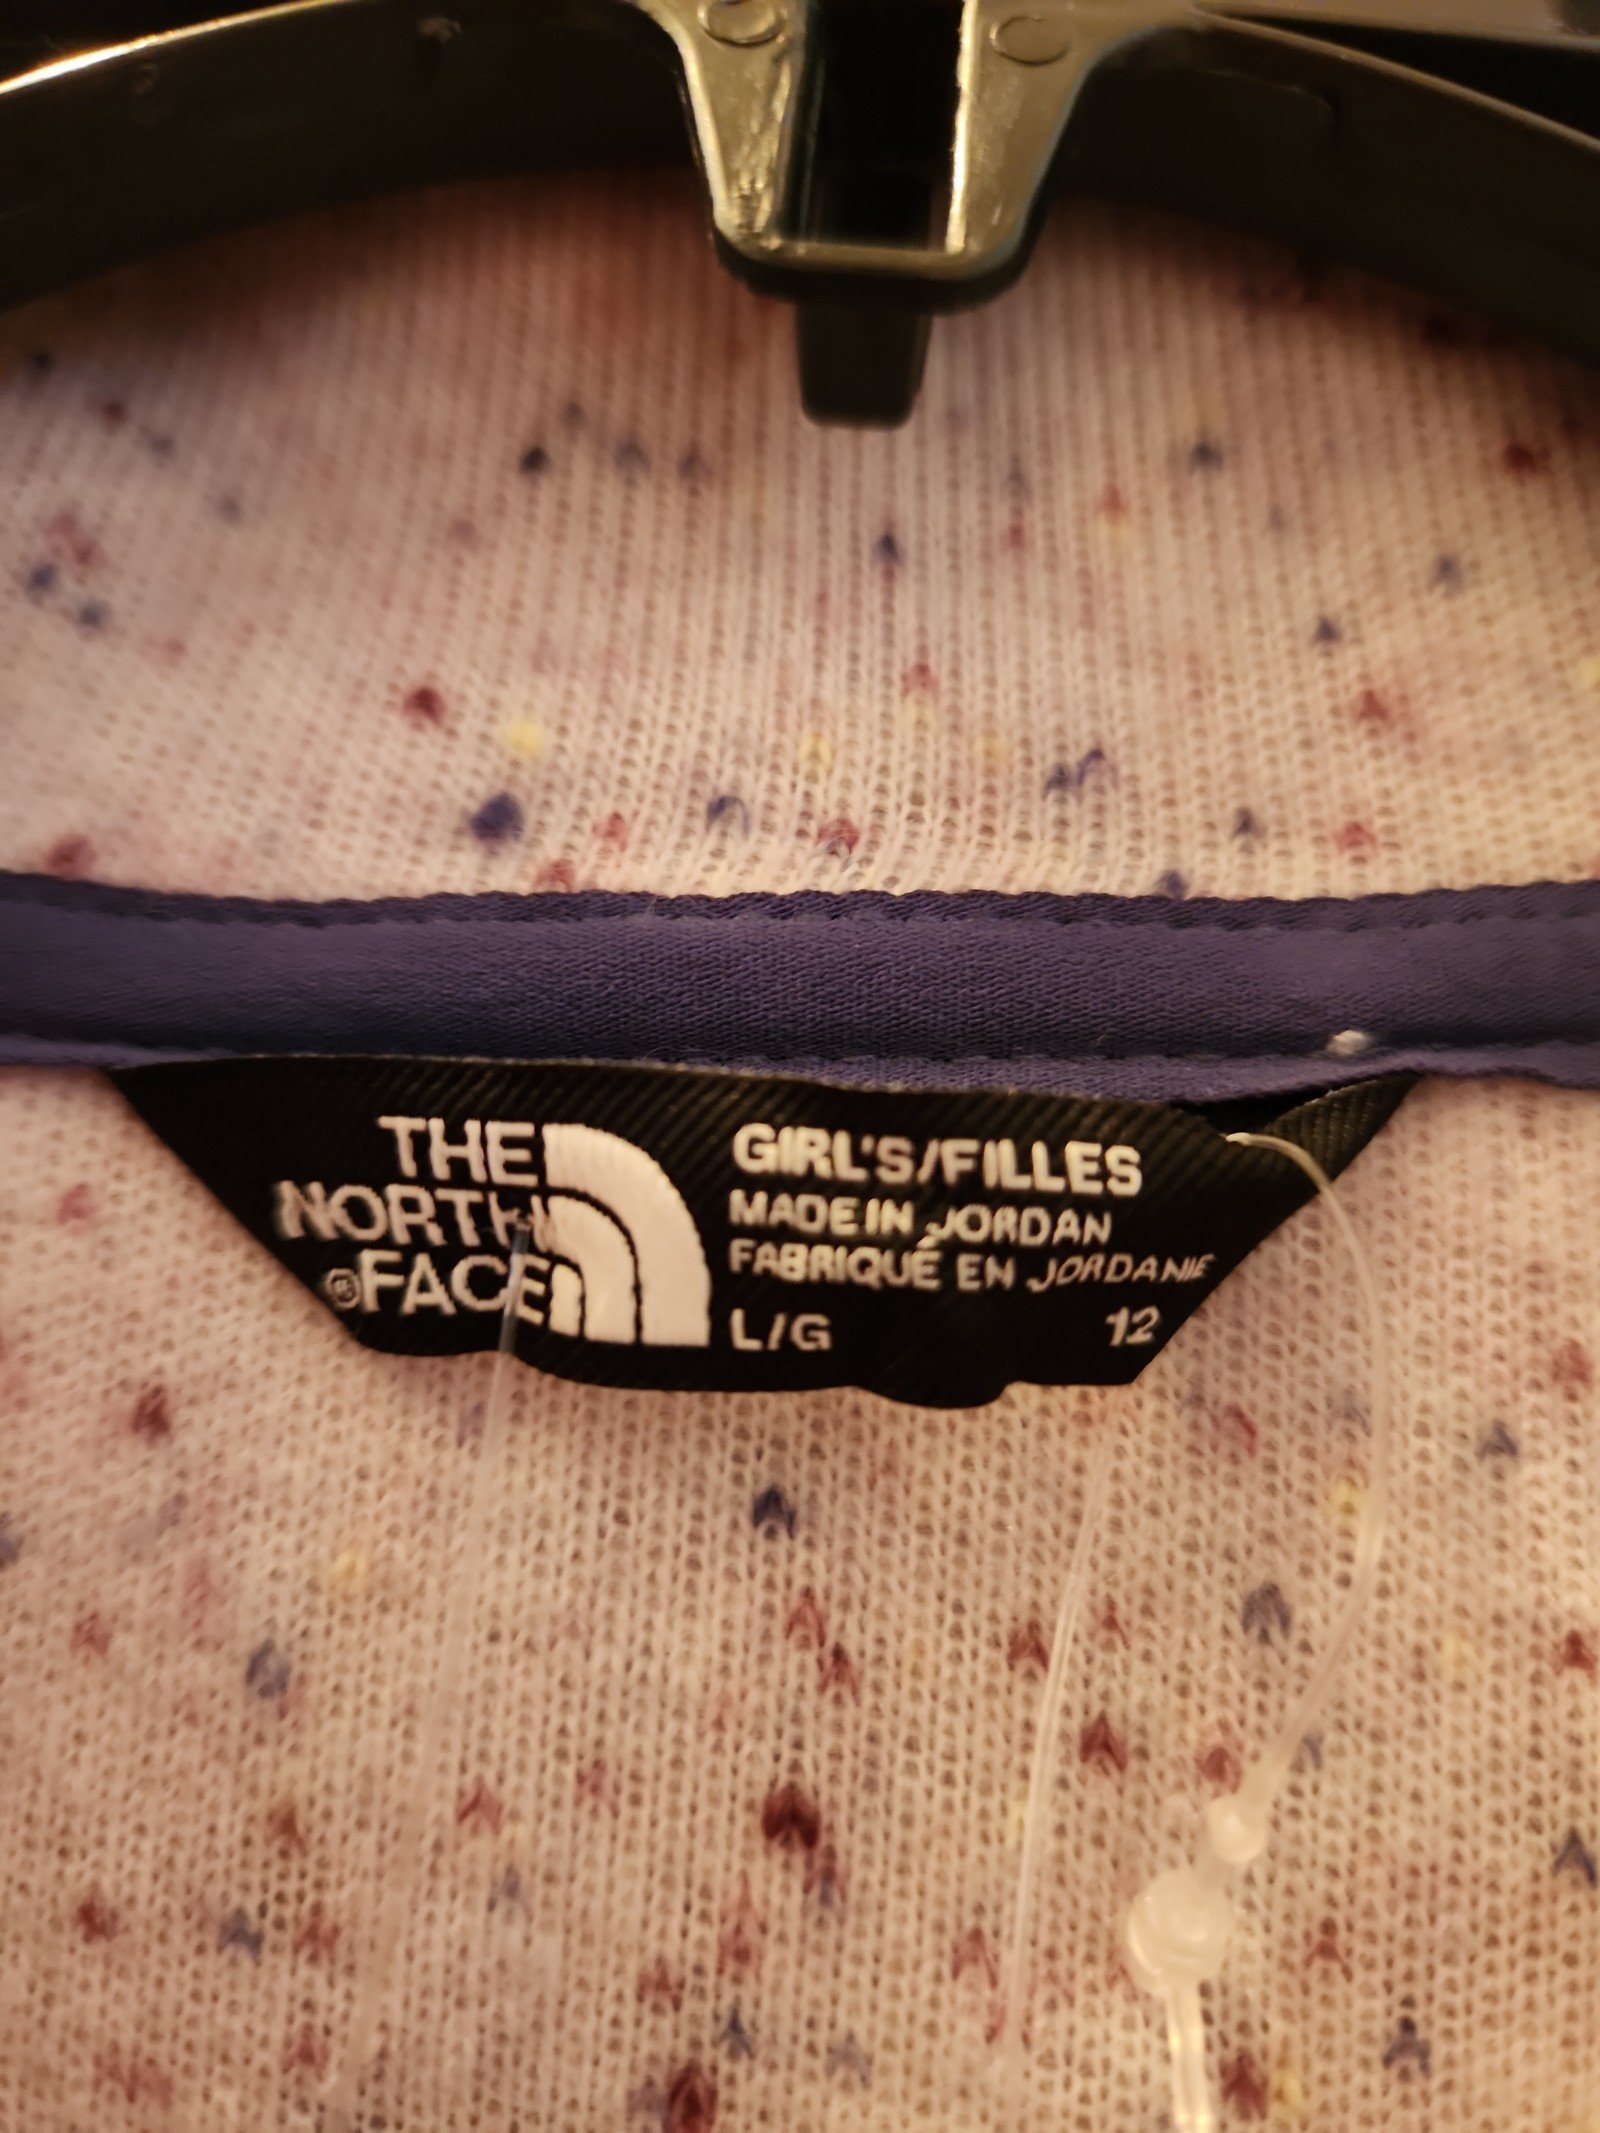 THE
NORTH
®FACE
GIRL'S/FILLES
MADE IN JORDAN
FABRIQUÉ EN JORDANIE
L/G 12